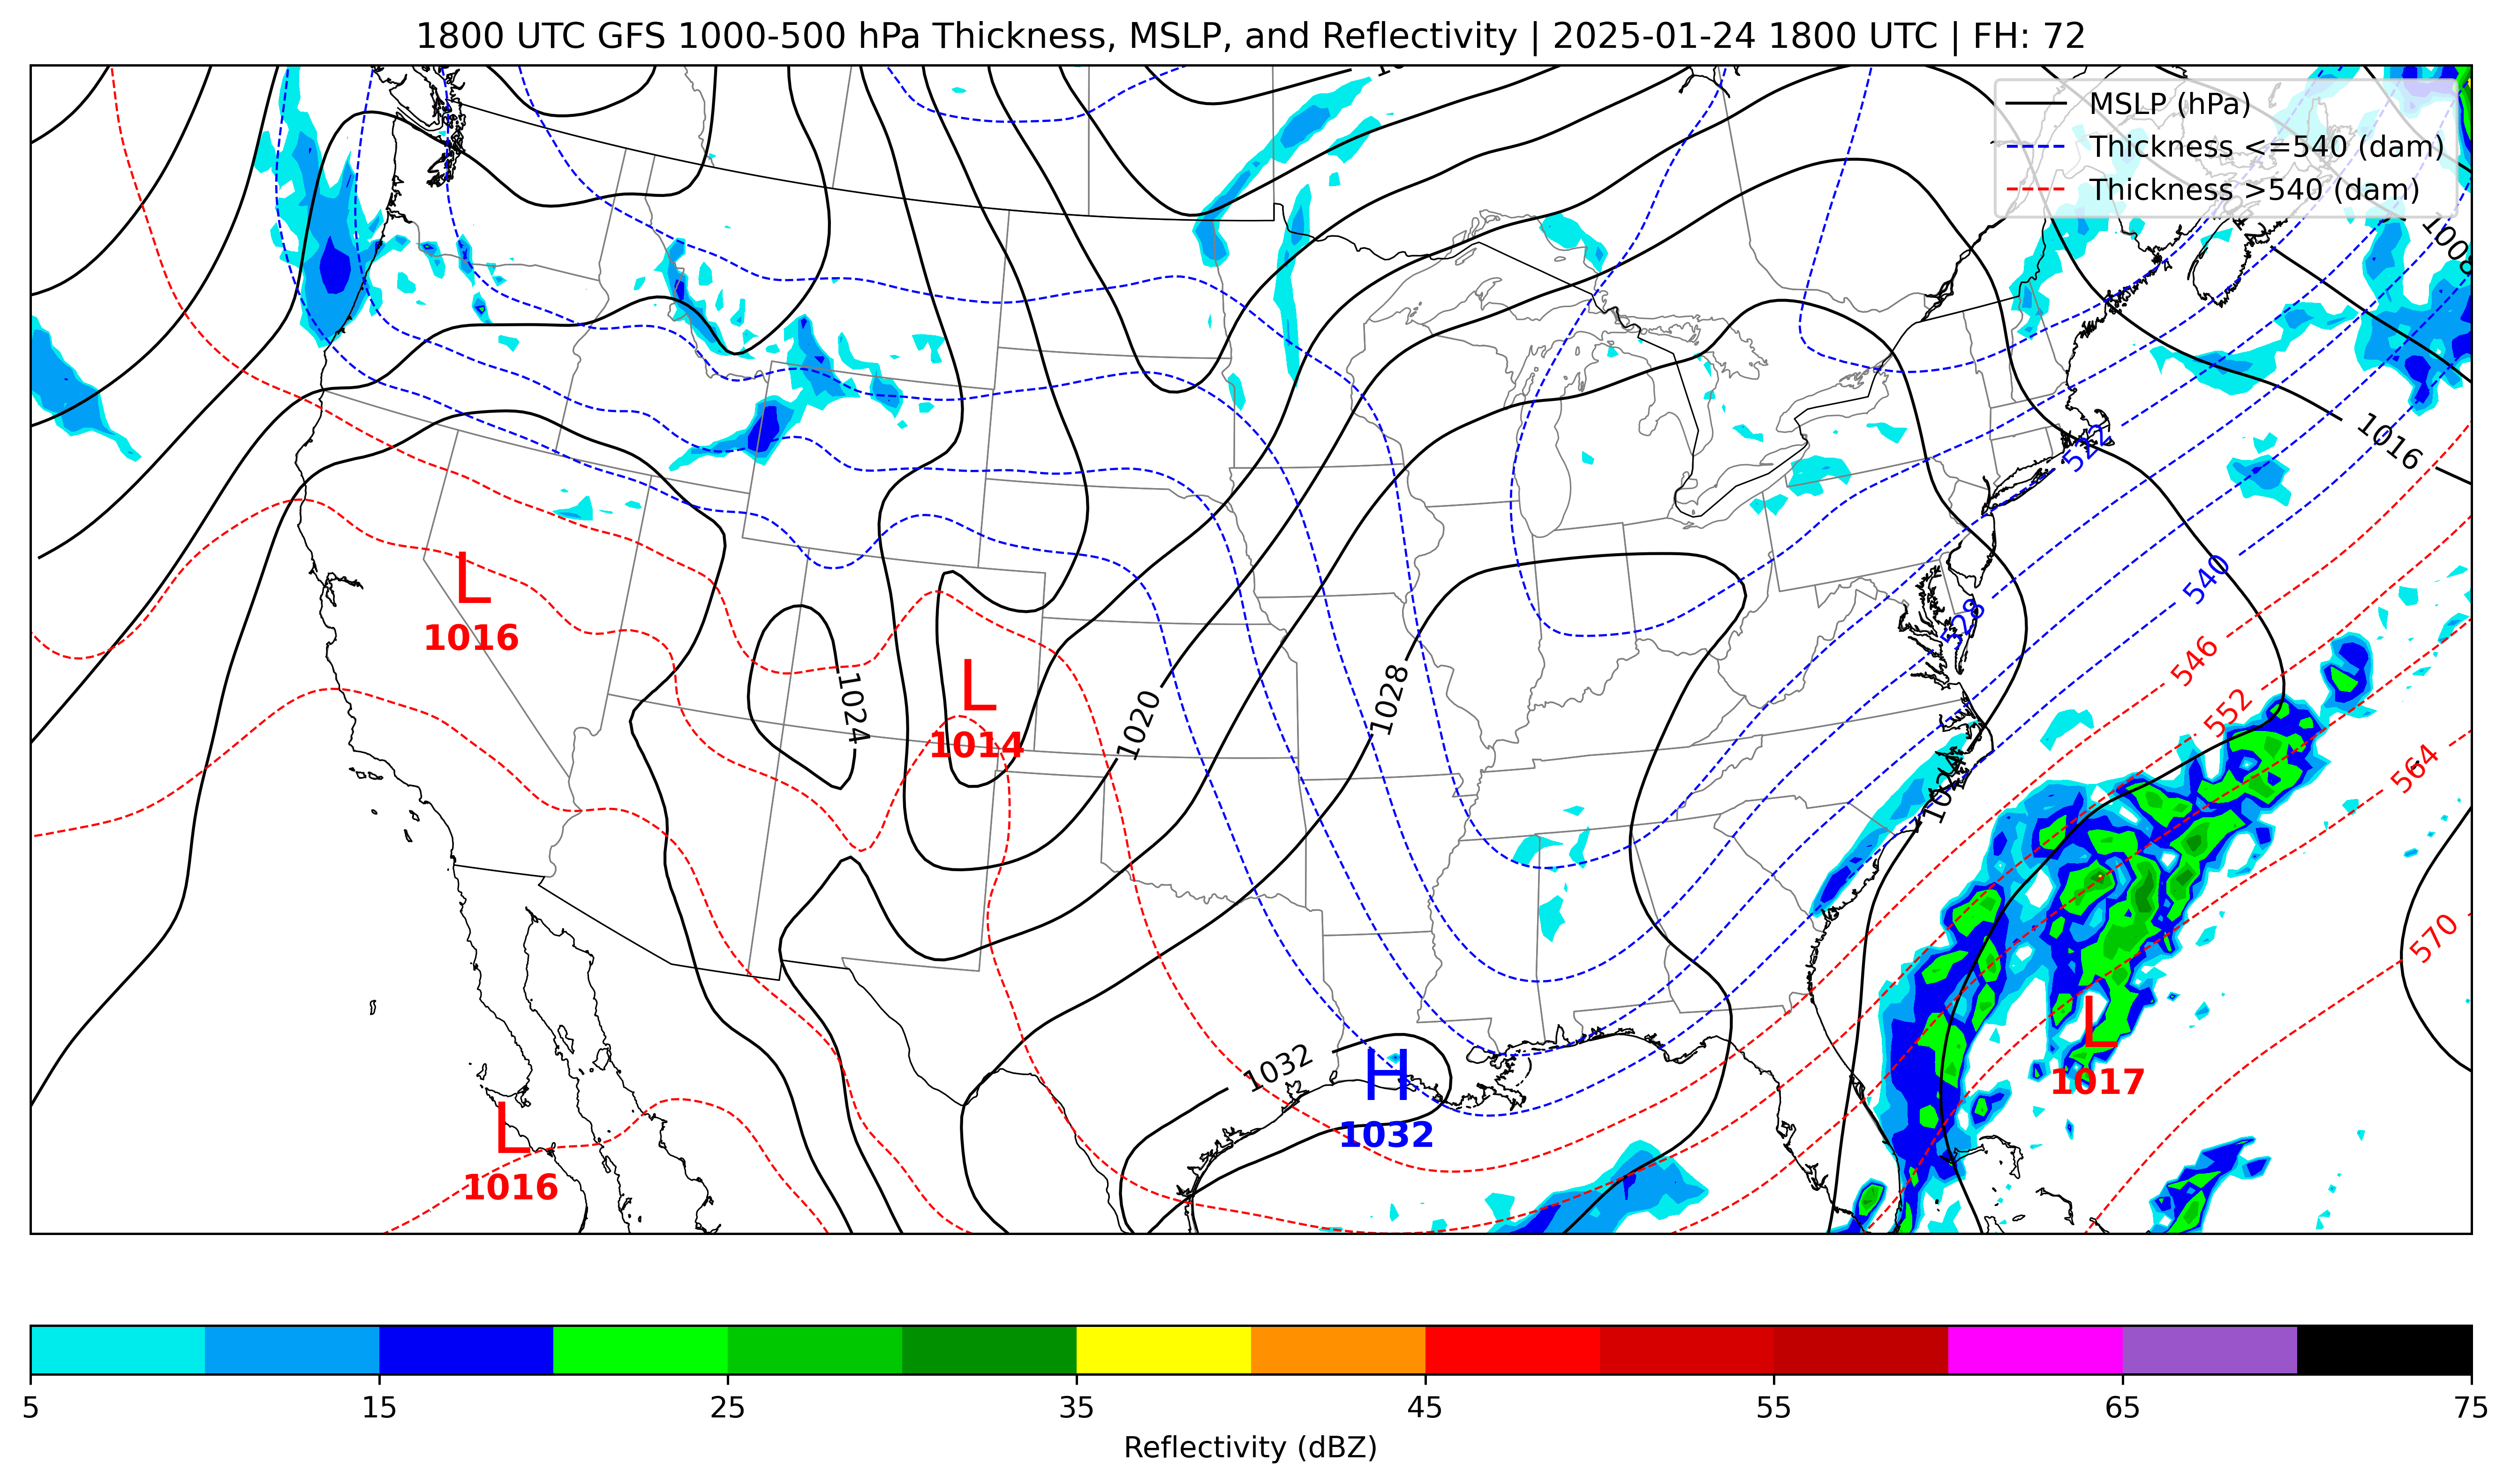 1800 UTC GFS 1000-500 hPa Thickness, MSLP, and Reflectivity | 2025-01-24 1800 UTC | FH: 72
MSLP (hPa)
Thickness <=540 (dam)
Thickness >540 (dam)
1008
1016
522
540
528
546
552
564
570
L
1016
L
1014
1024
1020
1028
1024
1032
H
1032
L
1017
L
1016
5 15 25 35 45 55 65 75
Reflectivity (dBZ)